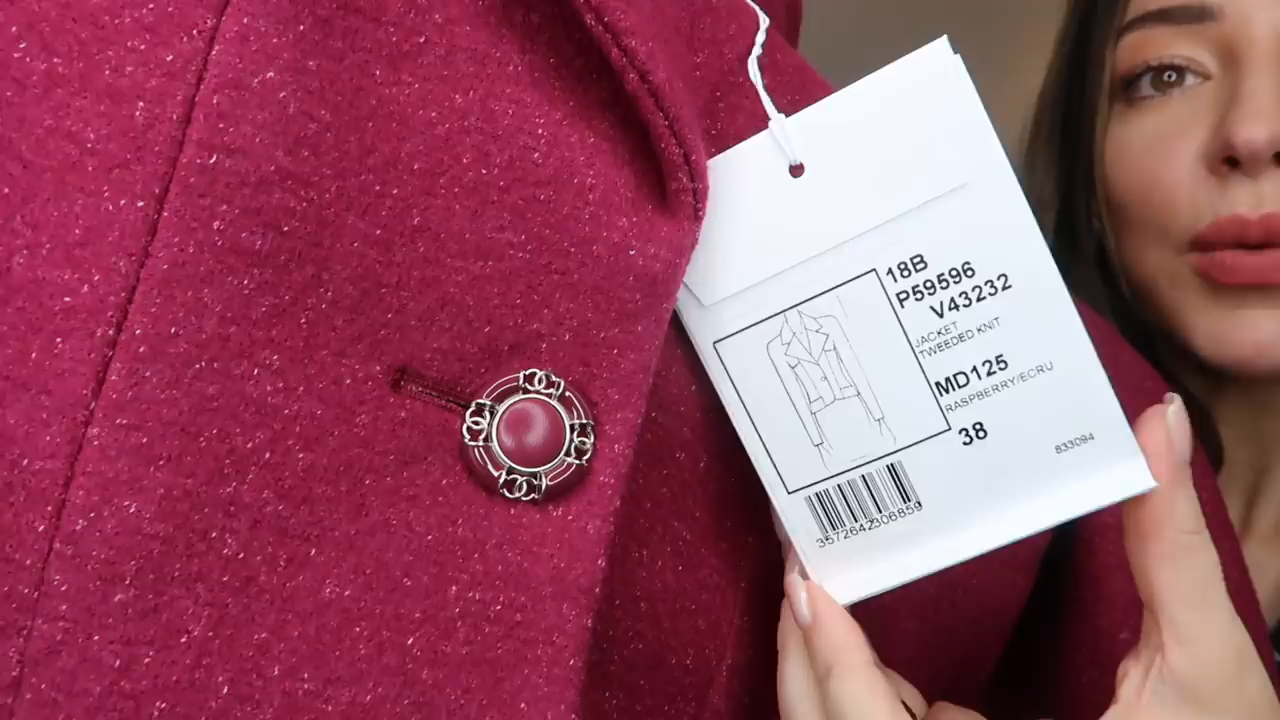 18B
P59596
V43232
JACKET
TWEEDED KNIT
MD125
RASPBERRY/ECRU
38
833094
3572642306859